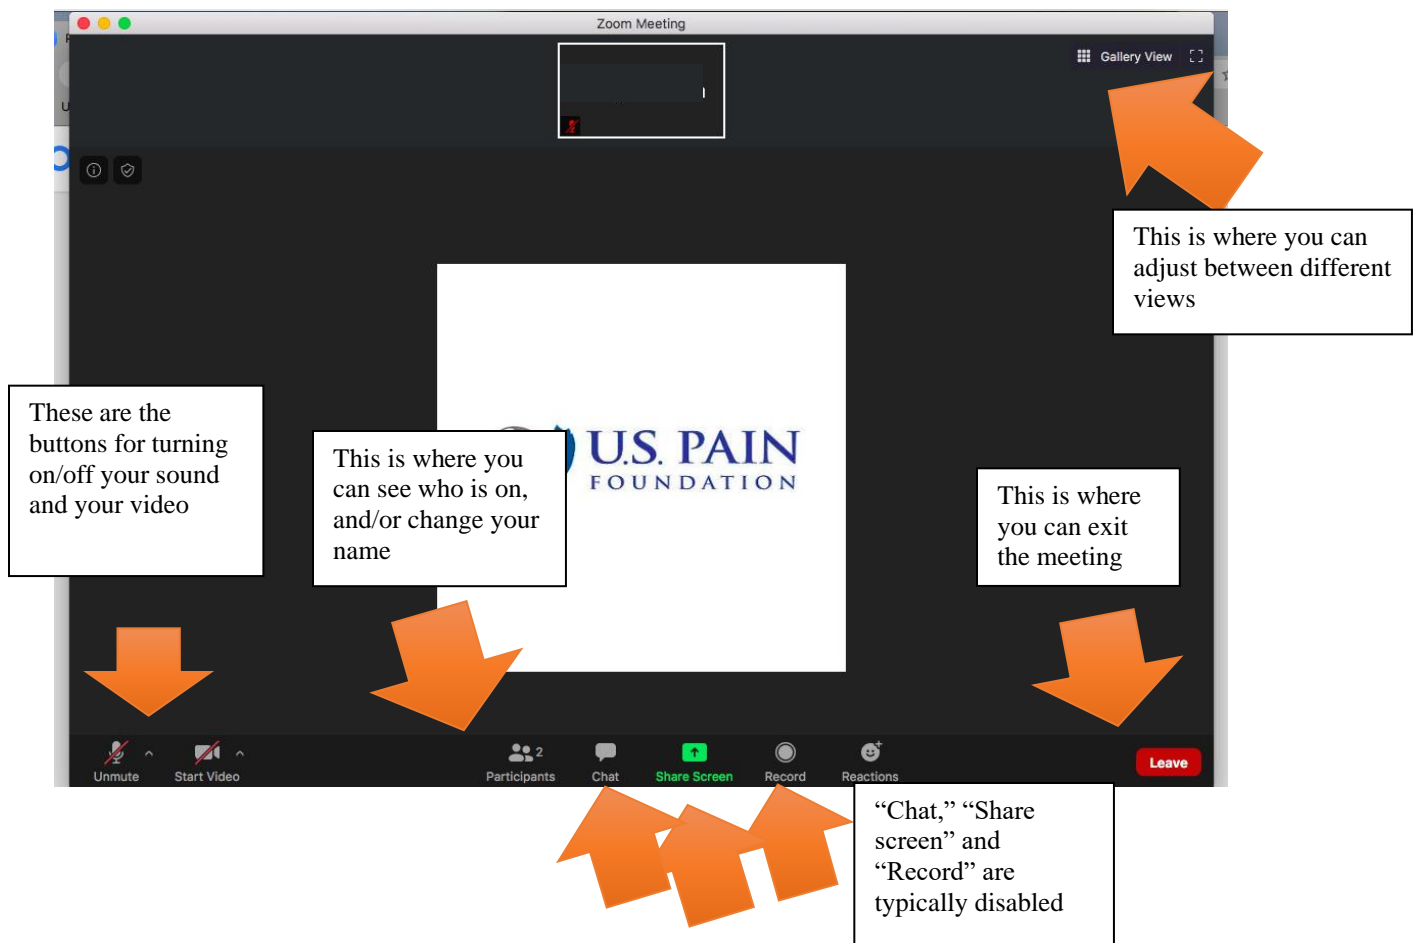 Zoom Meeting
Gallery View
This is where you can
adjust between different
views
These are the
buttons for turning
on/off your sound
and your video
This is where you
can see who is on,
and/or change your
name
U.S. PAIN
FOUNDATION
This is where
you can exit
the meeting
Unmute
Start Video
2
Participants
Chat
Share Screen
Record
Reactions
Leave
“Chat,” “Share
screen” and
“Record” are
typically disabled